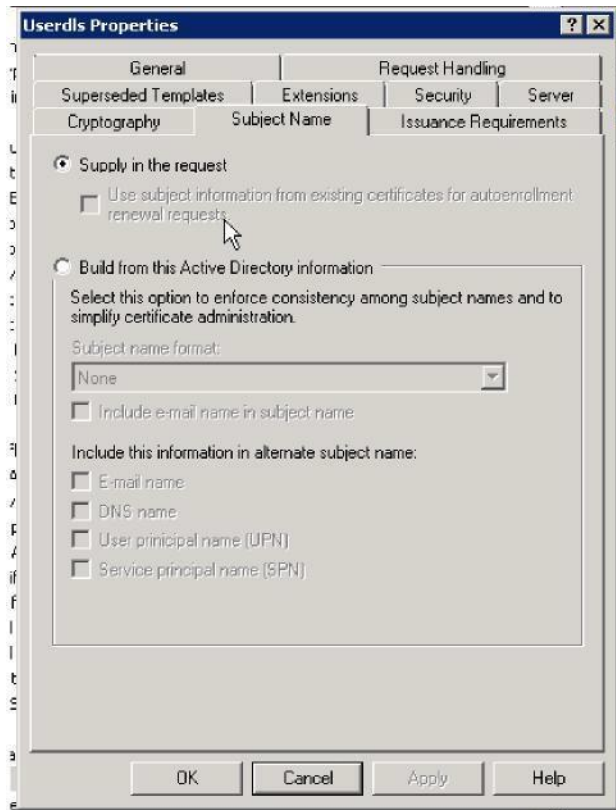 Userdls Properties
General Request Handling
Superseded Templates Extensions Security Server
Cryptography Subject Name Issuance Requirements
Supply in the request
Use subject information from existing certificates for autoenrollment
renewal requests
Build from this Active Directory information
Select this option to enforce consistency among subject names and to
simplify certificate administration.
Subject name format:
None
Include e-mail name in subject name
Include this information in alternate subject name:
E-mail name
DNS name
User prinicipal name (UPN)
Service principal name (SPN)
OK Cancel Apply Help